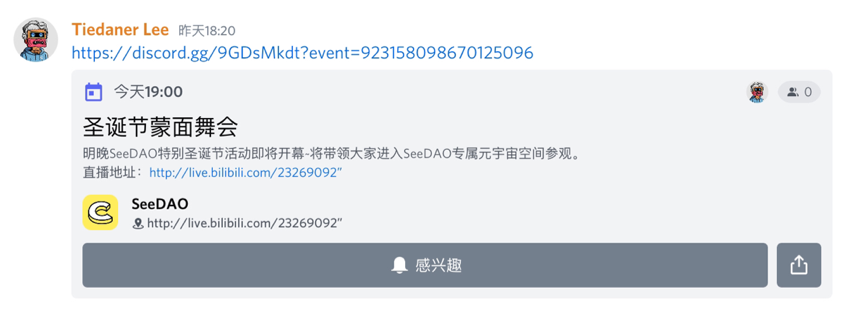 Tiedaner Lee 昨天18:20
https://discord.gg/9GDsMkdt?event=923158098670125096
今天19:00 0
圣诞节蒙面舞会
明晚SeeDAO特别圣诞节活动即将开幕-将带领大家进入SeeDAO专属元宇宙空间参观。
直播地址：http://live.bilibili.com/23269092”
SeeDAO
http://live.bilibili.com/23269092”
感兴趣